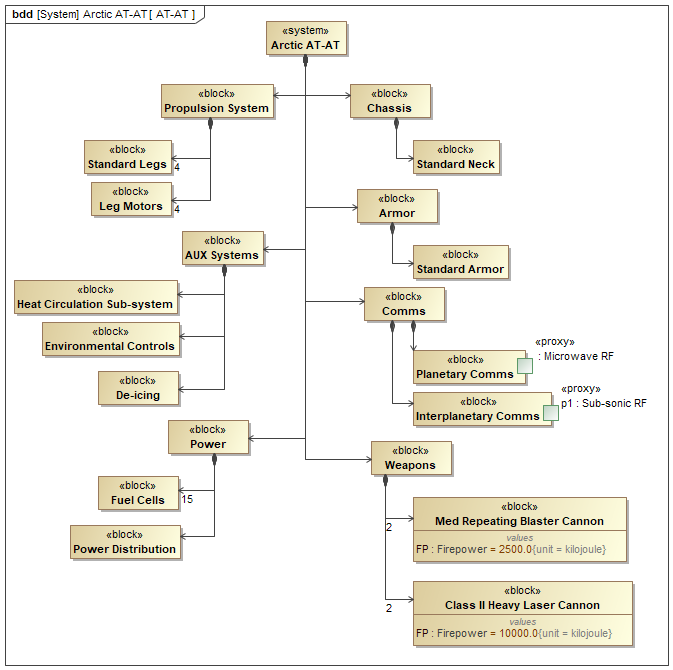 bdd [System] Arctic AT-AT [ AT-AT ]
«system»
Arctic AT-AT
«block»
Propulsion System
«block»
Chassis
«block»
Standard Legs
4
«block»
Standard Neck
«block»
Leg Motors
4
«block»
Armor
«block»
AUX Systems
«block»
Standard Armor
«block»
Heat Circulation Sub-system
«block»
Comms
«block»
Environmental Controls
«proxy»
: Microwave RF
«block»
Planetary Comms
«block»
De-icing
«proxy»
p1 : Sub-sonic RF
«block»
Interplanetary Comms
«block»
Power
«block»
Weapons
«block»
Fuel Cells
15
«block»
Med Repeating Blaster Cannon
values
FP : Firepower = 2500.0{unit = kilojoule}
2
«block»
Power Distribution
«block»
Class II Heavy Laser Cannon
values
FP : Firepower = 10000.0{unit = kilojoule}
2